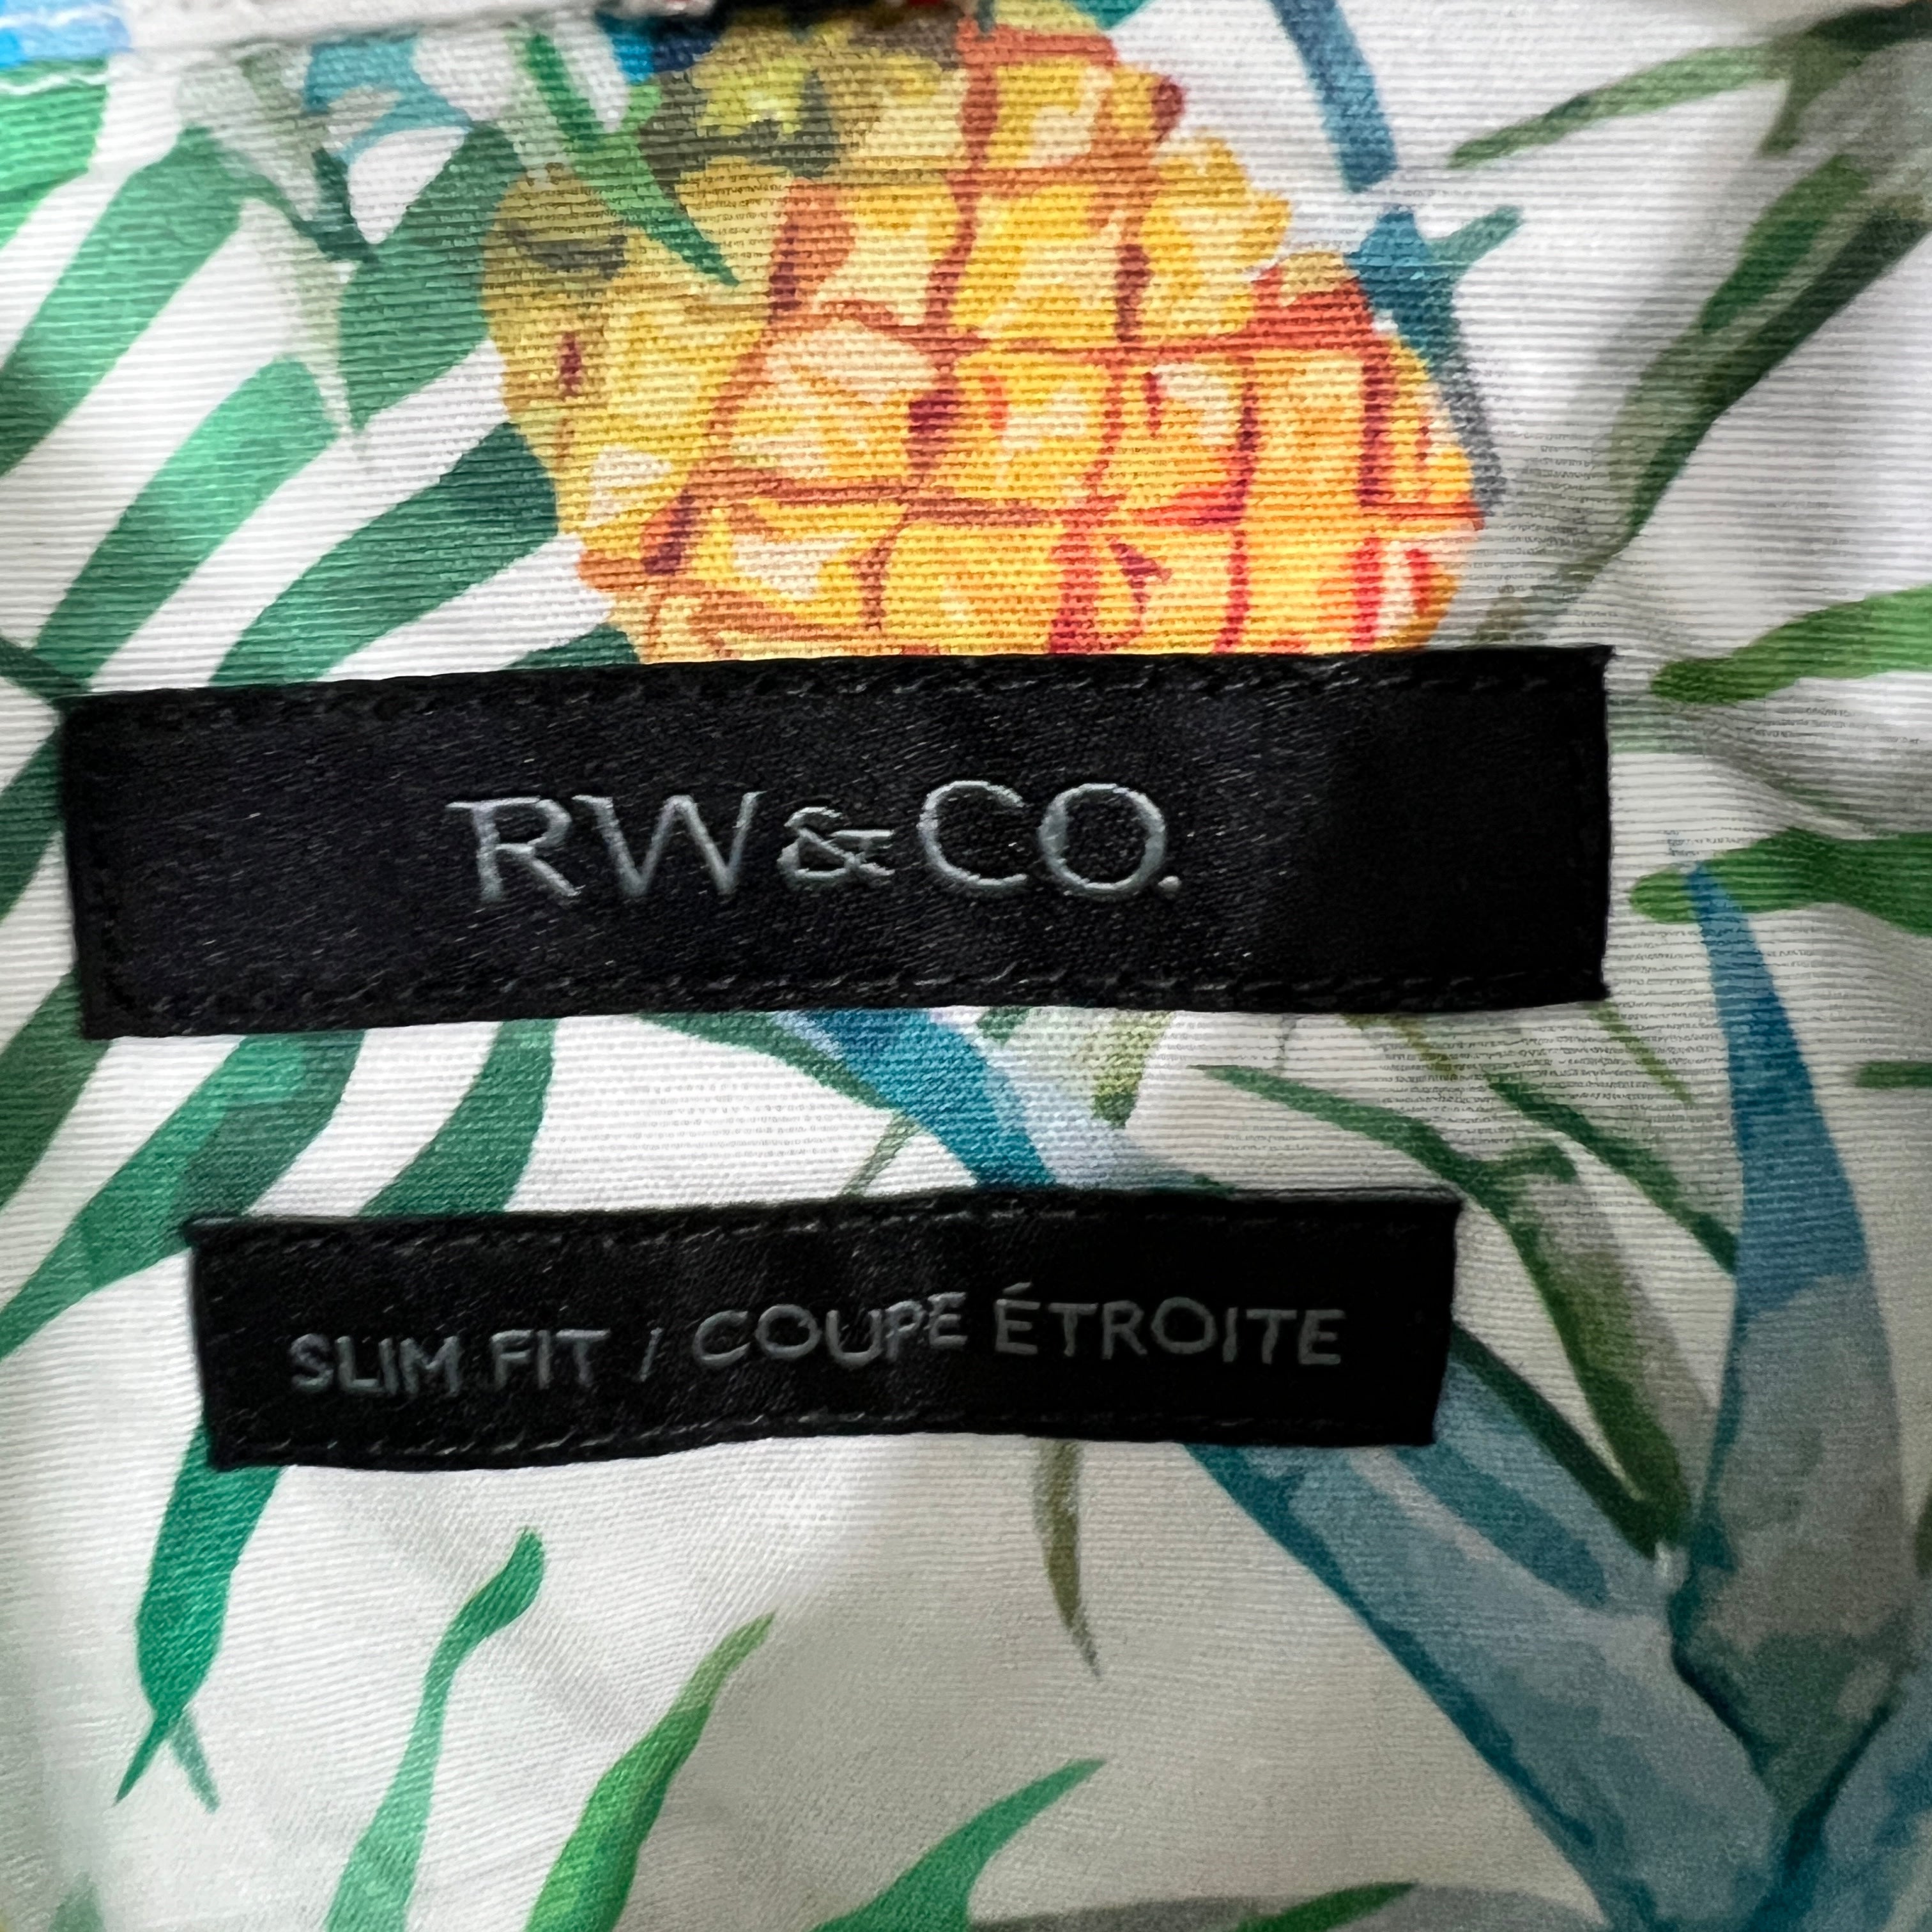 RW&CO.
SLIM FIT / COUPE ÉTROITE